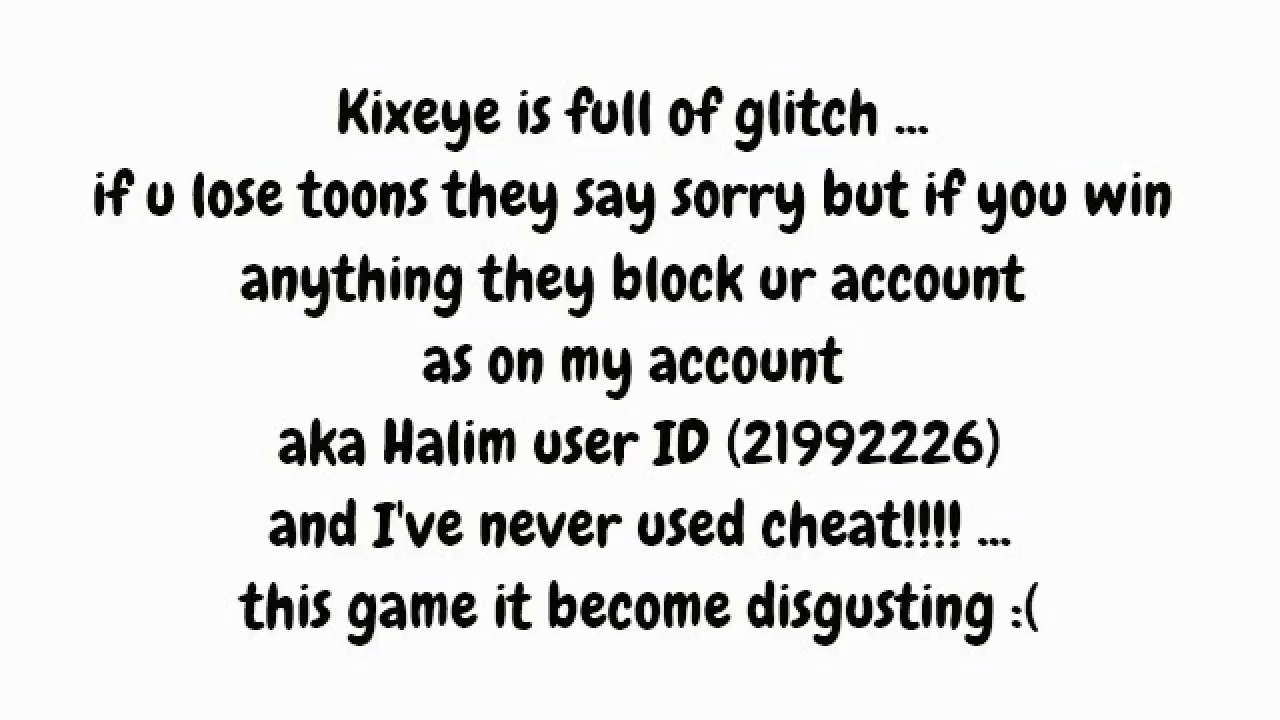 Kixeye is full of glitch ...
if u lose toons they say sorry but if you win
anything they block ur account
as on my account
aka Halim user ID (21992226)
and I've never used cheat!!!! ...
this game it become disgusting :(